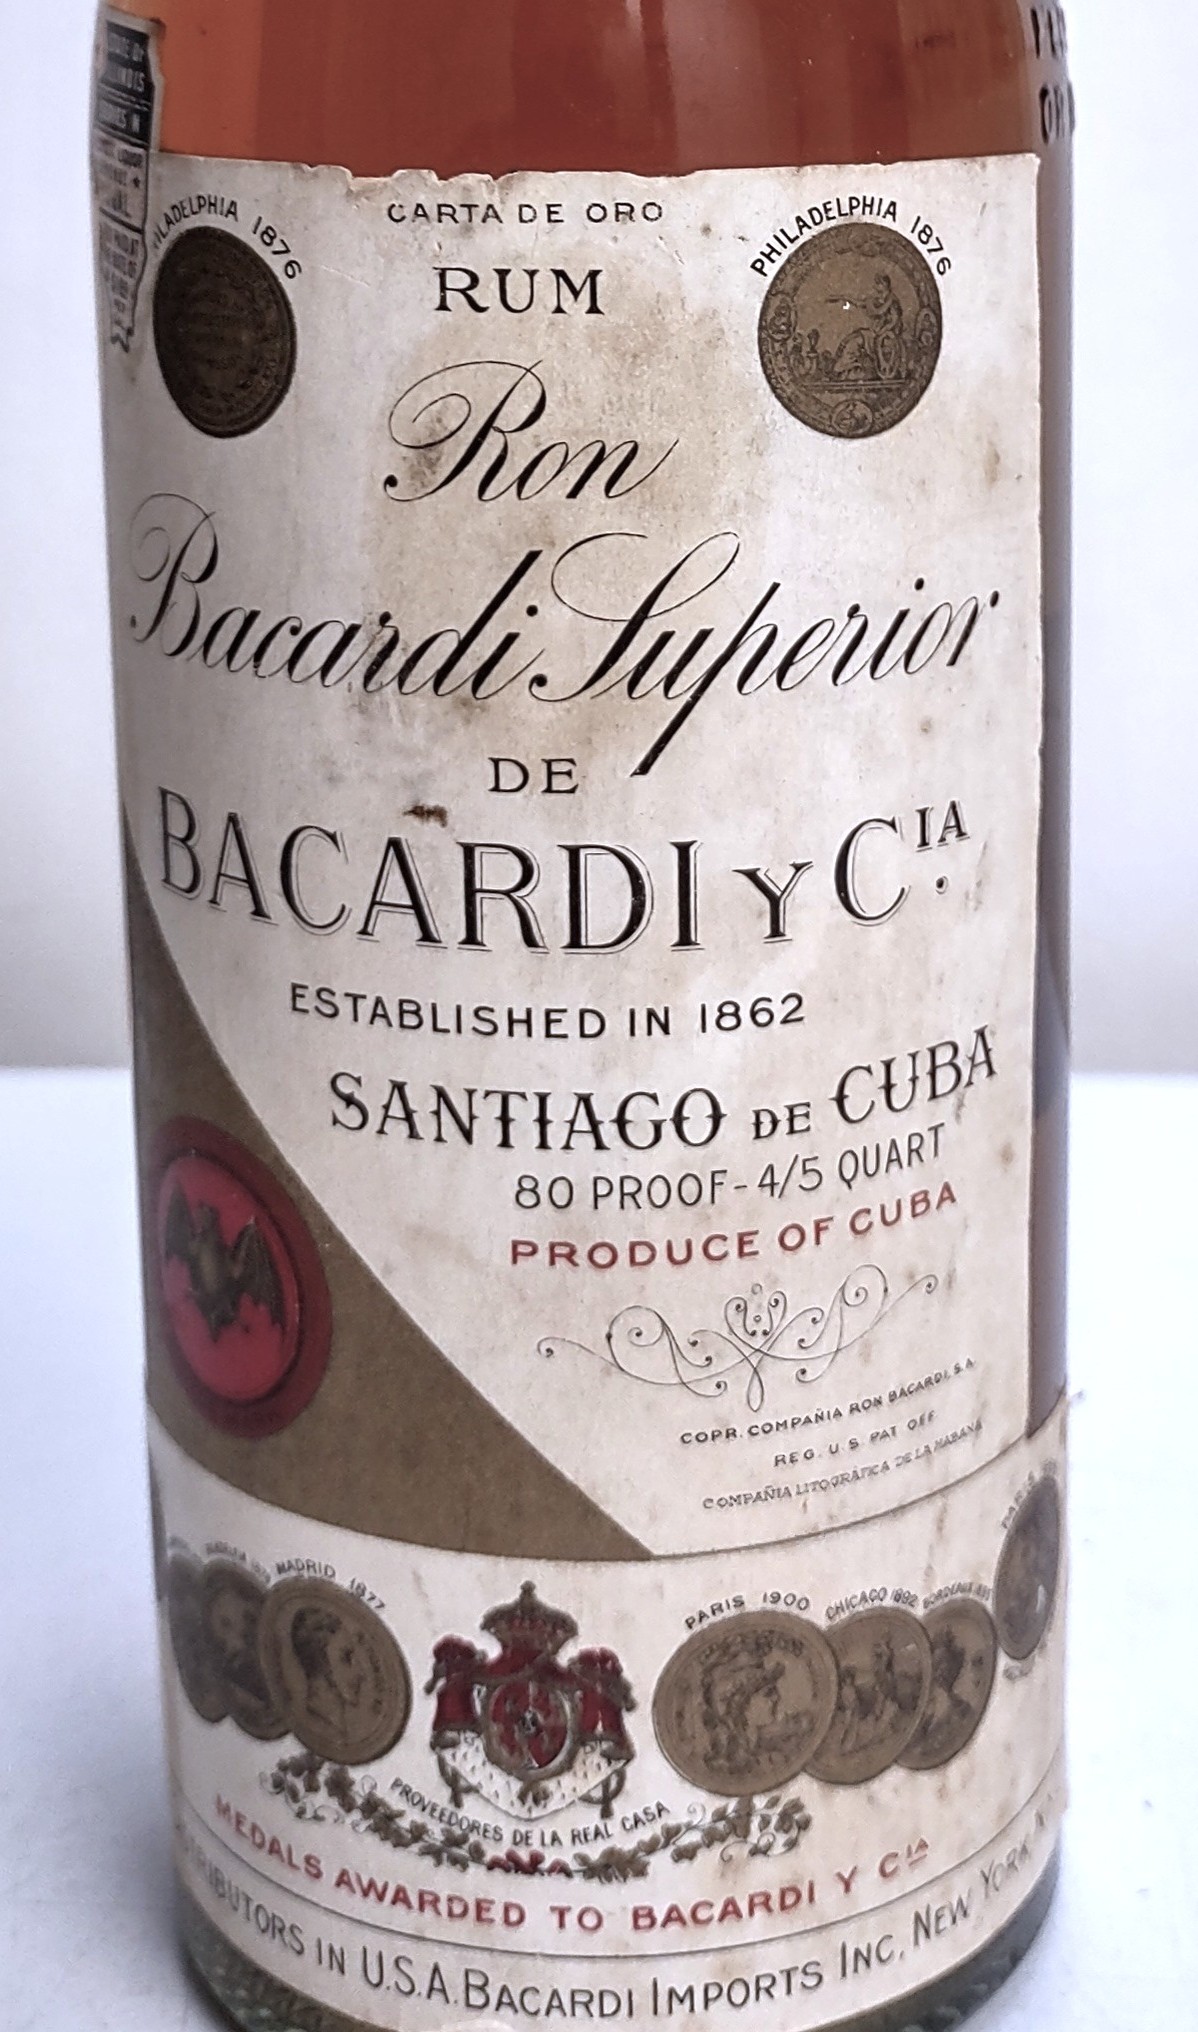 ILLINOIS
PHILADELPHIA 1876
CARTA DE ORO
PHILADELPHIA 1876
RUM
Ron
Bacardi Superior
DE
BACARDI Y CIA.
ESTABLISHED IN 1862
SANTIAGO DE CUBA
80 PROOF-4/5 QUART
PRODUCE OF CUBA
COPR. COMPAÑIA RON BACARDI, S.A.
REG. U.S. PAT OFF.
COMPAÑIA LITOGRÁFICA DE LA HABANA
MADRID 1877
PARIS 1900
CHICAGO 1892
BORDEAUX
PARIS
PROVEEDORES DE LA REAL CASA
MEDALS AWARDED TO BACARDI Y CIA
IN U.S.A. BACARDI IMPORTS INC. NEW YORK